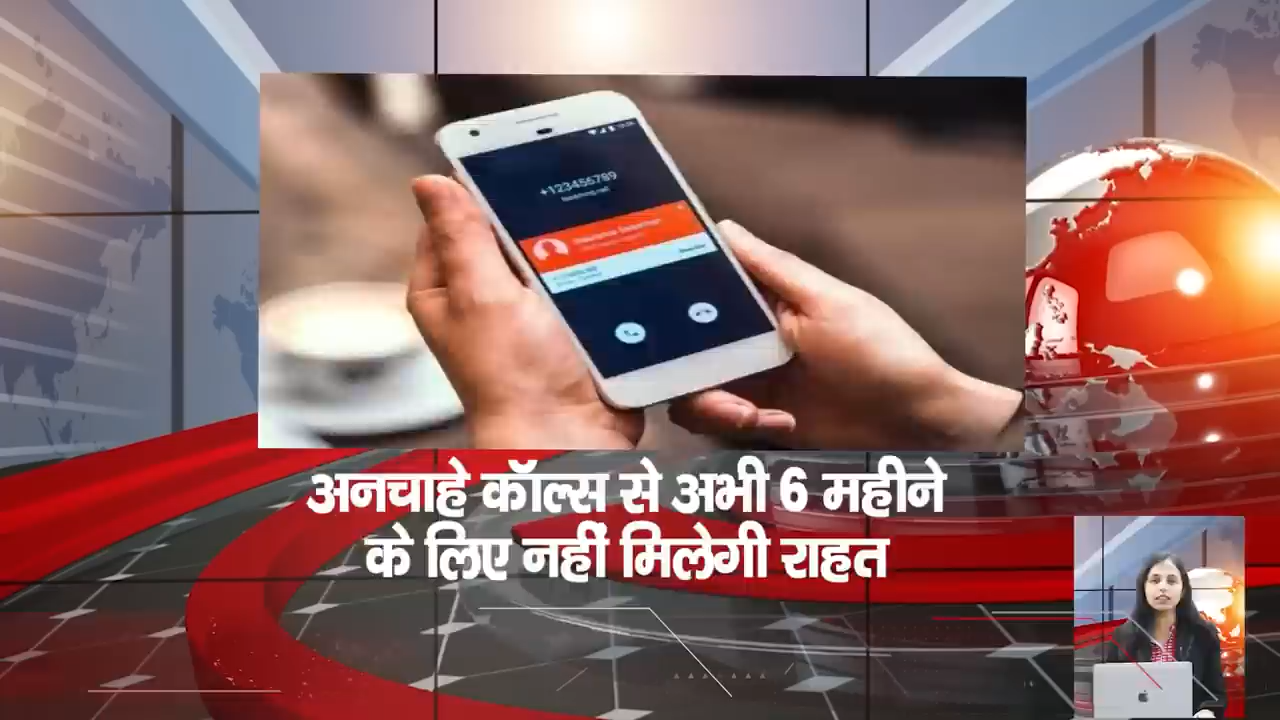 +123456789
अनचाहे कॉल्स से अभी 6 महीने
के लिए नहीं मिलेगी राहत